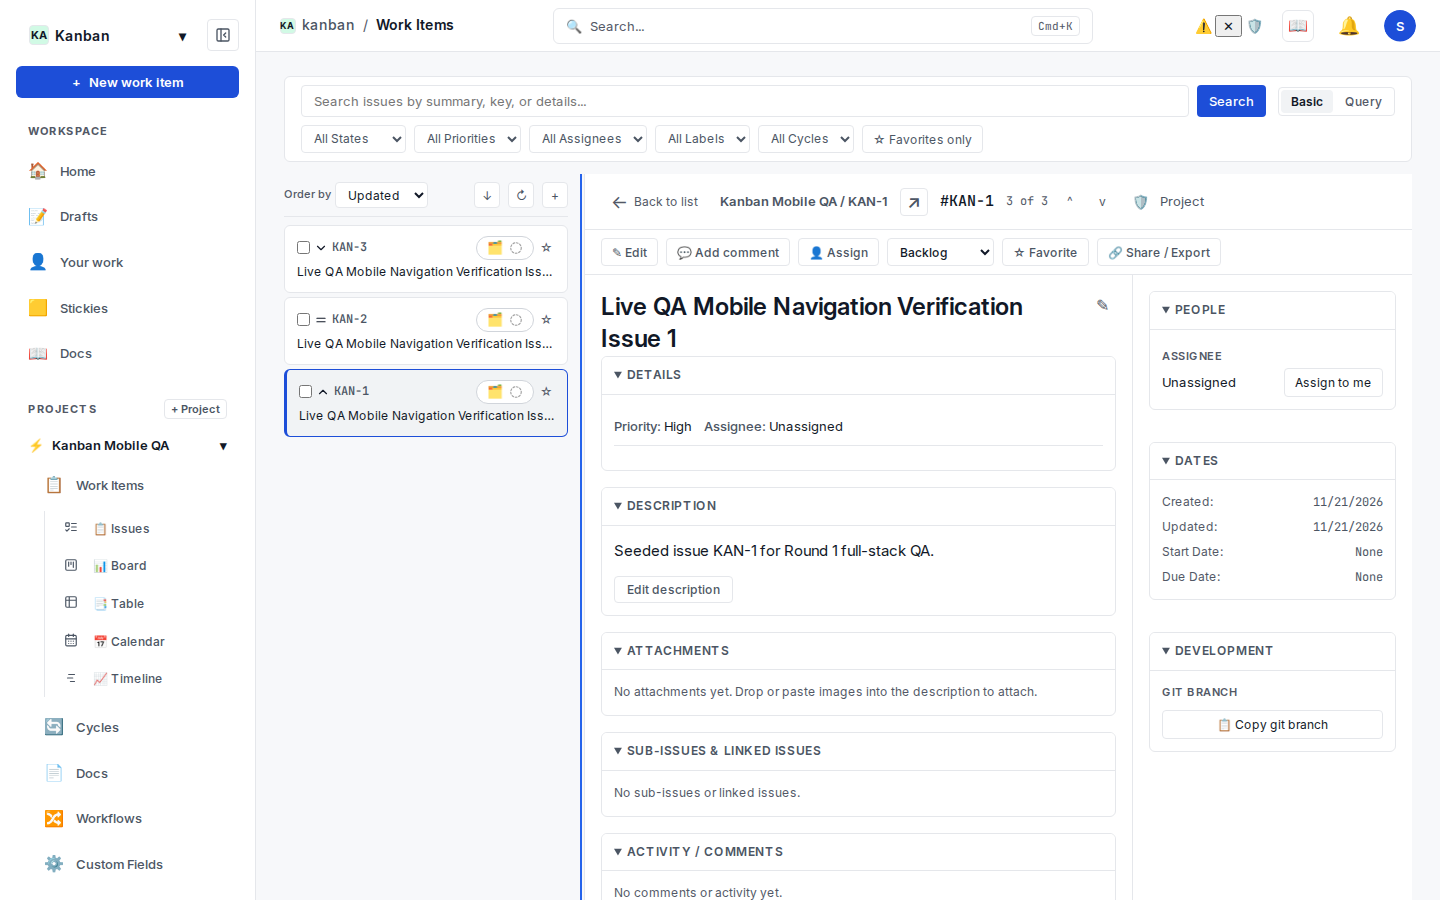 KA Kanban
+ New work item
WORKSPACE
Home
Drafts
Your work
Stickies
Docs
PROJECTS
+ Project
Kanban Mobile QA
Work Items
Issues
Board
Table
Calendar
Timeline
Cycles
Docs
Workflows
Custom Fields
KA kanban / Work Items
Search...
Cmd+K
S
Search issues by summary, key, or details...
Search
Basic
Query
All States
All Priorities
All Assignees
All Labels
All Cycles
☆ Favorites only
Order by
Updated
KAN-3
Live QA Mobile Navigation Verification Iss...
KAN-2
Live QA Mobile Navigation Verification Iss...
KAN-1
Live QA Mobile Navigation Verification Iss...
← Back to list
Kanban Mobile QA / KAN-1
#KAN-1
3 of 3
^
v
Project
✎ Edit
Add comment
Assign
Backlog
☆ Favorite
Share / Export
Live QA Mobile Navigation Verification
Issue 1
DETAILS
Priority: High Assignee: Unassigned
DESCRIPTION
Seeded issue KAN-1 for Round 1 full-stack QA.
Edit description
ATTACHMENTS
No attachments yet. Drop or paste images into the description to attach.
SUB-ISSUES & LINKED ISSUES
No sub-issues or linked issues.
ACTIVITY / COMMENTS
No comments or activity yet.
PEOPLE
ASSIGNEE
Unassigned
Assign to me
DATES
Created: 11/21/2026
Updated: 11/21/2026
Start Date: None
Due Date: None
DEVELOPMENT
GIT BRANCH
Copy git branch